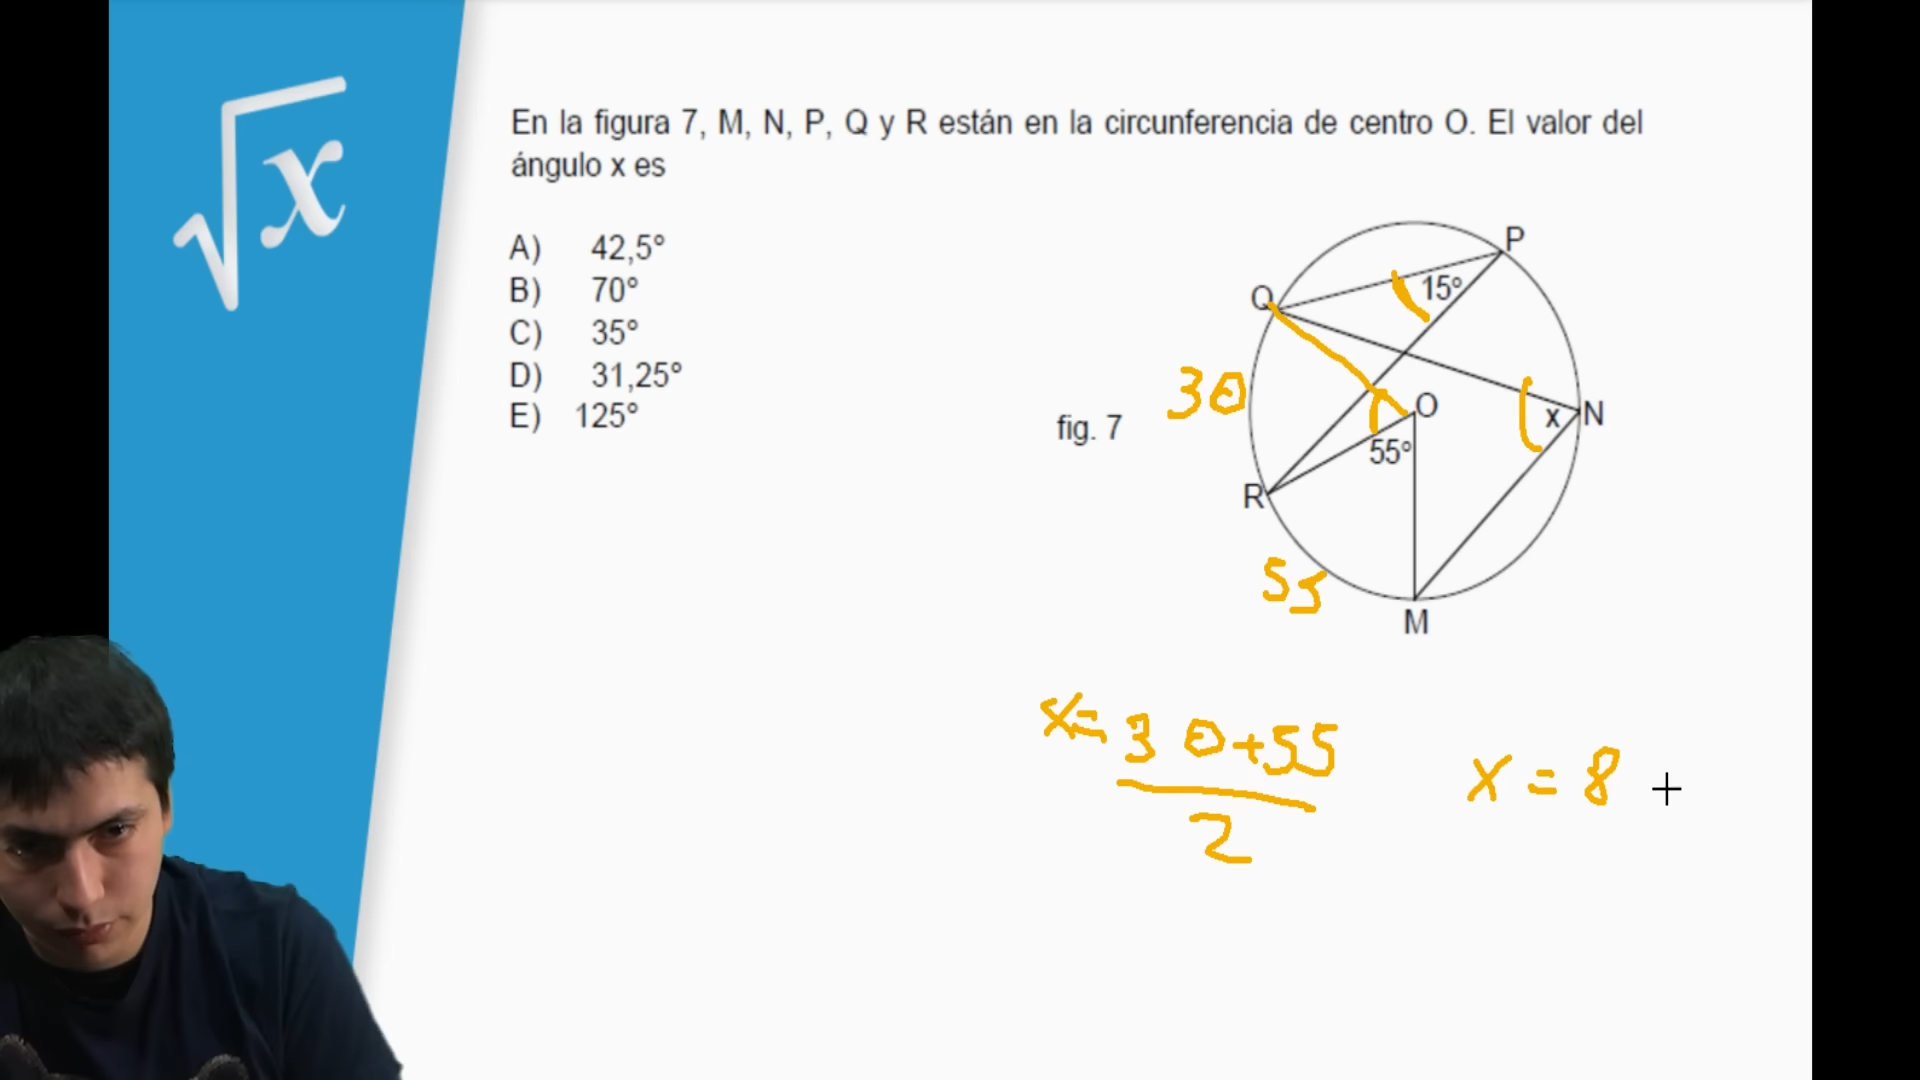 √x
En la figura 7, M, N, P, Q y R están en la circunferencia de centro O. El valor del
ángulo x es
A) 42,5°
B) 70°
C) 35°
D) 31,25°
E) 125°
fig. 7
P
15°
Q
30
O
x N
55°
R
55
M
x= 30+55
2
x = 8